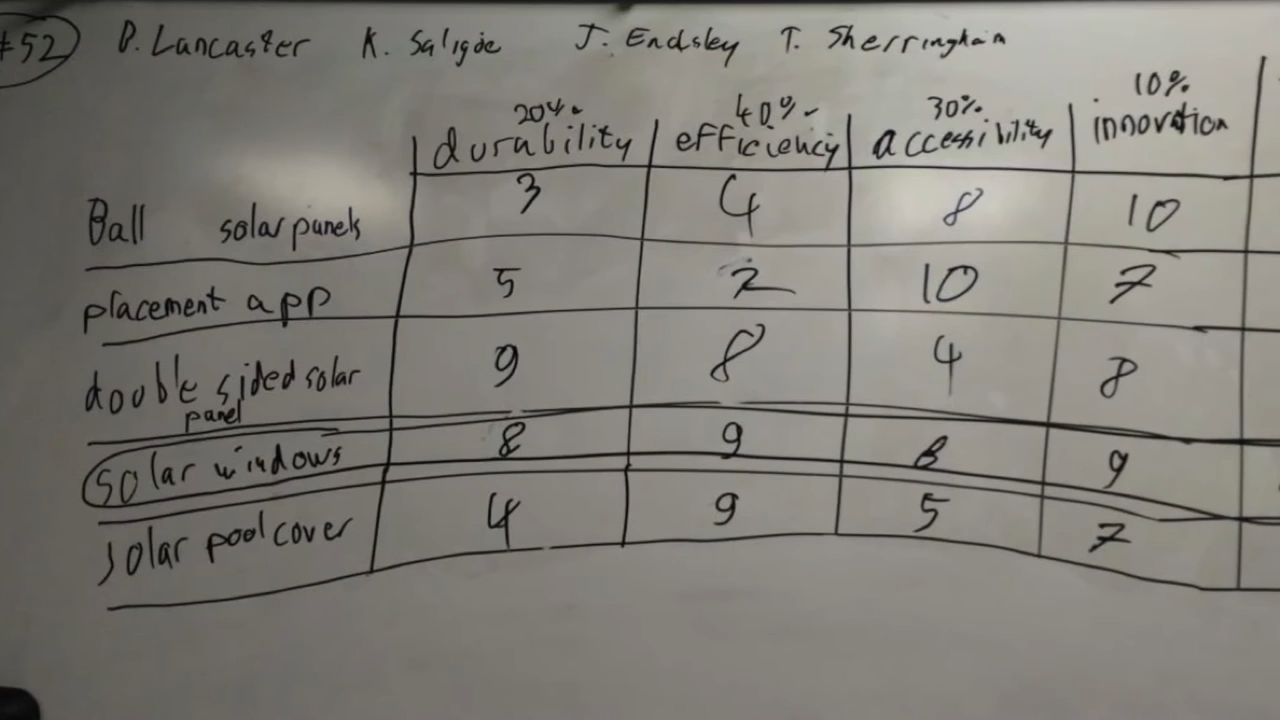 #52 D. Lancaster K. Saligde J. Endsley T. Sherringham
20% 40% 30% 10%
durability efficiency accessibility innovation
Ball solar panels 3 4 8 10
placement app 5 2 10 7
double sided solar panel 9 8 4 8
solar windows 8 9 8 9
solar pool cover 4 9 5 7